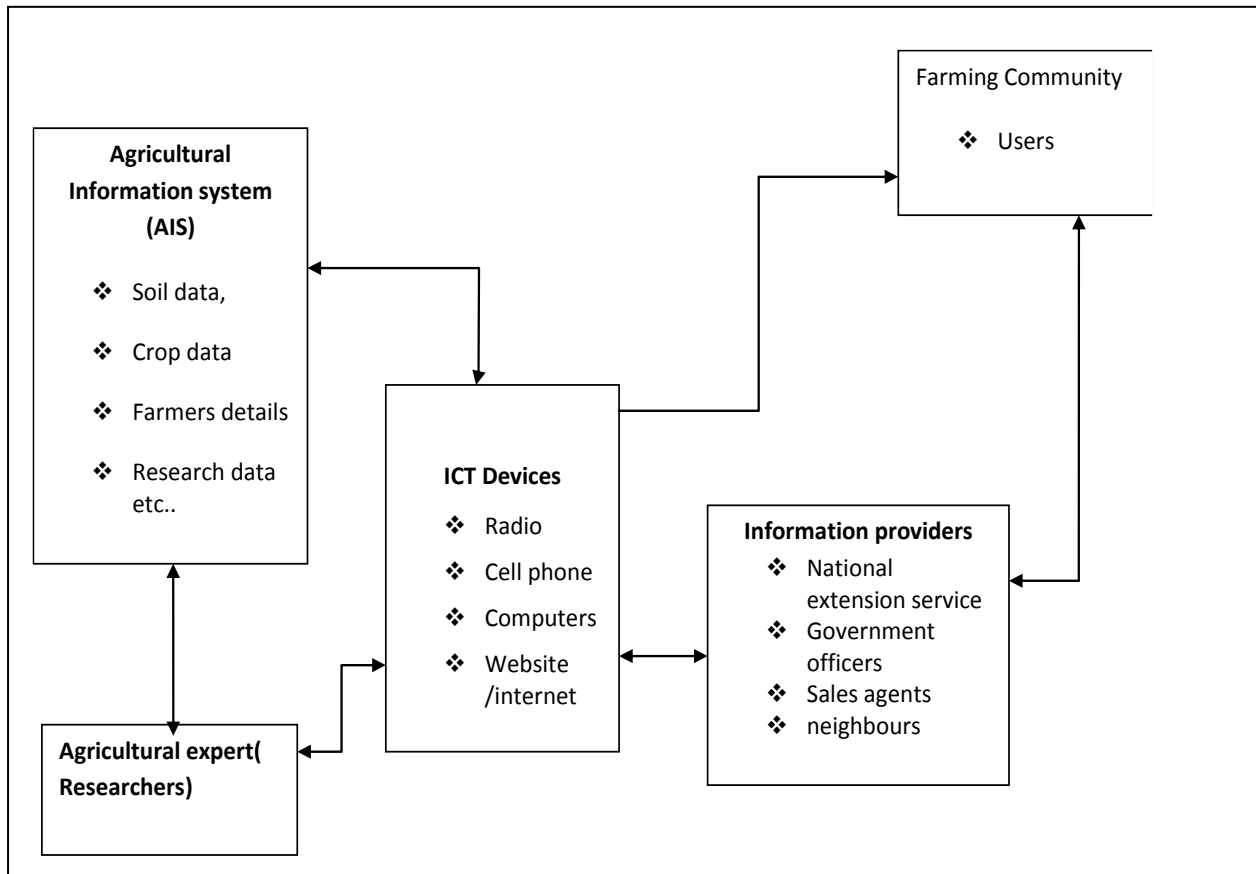 Farming Community
❖ Users
Agricultural
Information system
(AIS)
❖ Soil data,
❖ Crop data
❖ Farmers details
❖ Research data
etc..
ICT Devices
❖ Radio
❖ Cell phone
❖ Computers
❖ Website
/internet
Information providers
❖ National
extension service
❖ Government
officers
❖ Sales agents
❖ neighbours
Agricultural expert(
Researchers)